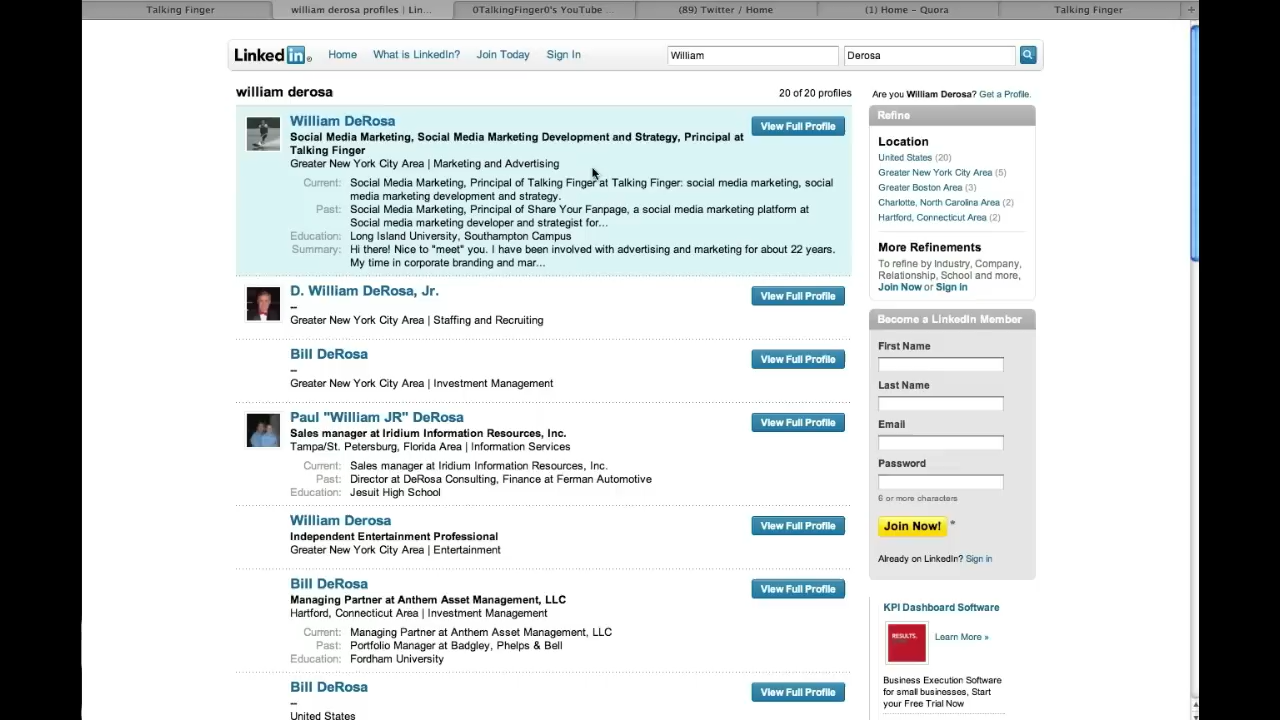 Talking Finger
william derosa profiles | Lin...
0TalkingFinger0's YouTube ...
(89) Twitter / Home
(1) Home - Quora
Talking Finger
Linked in
Home
What is LinkedIn?
Join Today
Sign In
William
Derosa
william derosa
20 of 20 profiles
William DeRosa
View Full Profile
Social Media Marketing, Social Media Marketing Development and Strategy, Principal at
Talking Finger
Greater New York City Area | Marketing and Advertising
Current: Social Media Marketing, Principal of Talking Finger at Talking Finger: social media marketing, social
media marketing development and strategy.
Past: Social Media Marketing, Principal of Share Your Fanpage, a social media marketing platform at
Social media marketing developer and strategist for...
Education: Long Island University, Southampton Campus
Summary: Hi there! Nice to "meet" you. I have been involved with advertising and marketing for about 22 years.
My time in corporate branding and mar...
D. William DeRosa, Jr.
View Full Profile
--
Greater New York City Area | Staffing and Recruiting
Bill DeRosa
View Full Profile
--
Greater New York City Area | Investment Management
Paul "William JR" DeRosa
View Full Profile
Sales manager at Iridium Information Resources, Inc.
Tampa/St. Petersburg, Florida Area | Information Services
Current: Sales manager at Iridium Information Resources, Inc.
Past: Director at DeRosa Consulting, Finance at Ferman Automotive
Education: Jesuit High School
William Derosa
View Full Profile
Independent Entertainment Professional
Greater New York City Area | Entertainment
Bill DeRosa
View Full Profile
Managing Partner at Anthem Asset Management, LLC
Hartford, Connecticut Area | Investment Management
Current: Managing Partner at Anthem Asset Management, LLC
Past: Portfolio Manager at Badgley, Phelps & Bell
Education: Fordham University
Bill DeRosa
View Full Profile
--
United States
Are you William Derosa? Get a Profile.
Refine
Location
United States (20)
Greater New York City Area (5)
Greater Boston Area (3)
Charlotte, North Carolina Area (2)
Hartford, Connecticut Area (2)
More Refinements
To refine by Industry, Company,
Relationship, School and more,
Join Now or Sign in
Become a LinkedIn Member
First Name
Last Name
Email
Password
6 or more characters
Join Now! *
Already on LinkedIn? Sign in
KPI Dashboard Software
RESULTS.
Learn More »
Business Execution Software
for small businesses, Start
your Free Trial Now